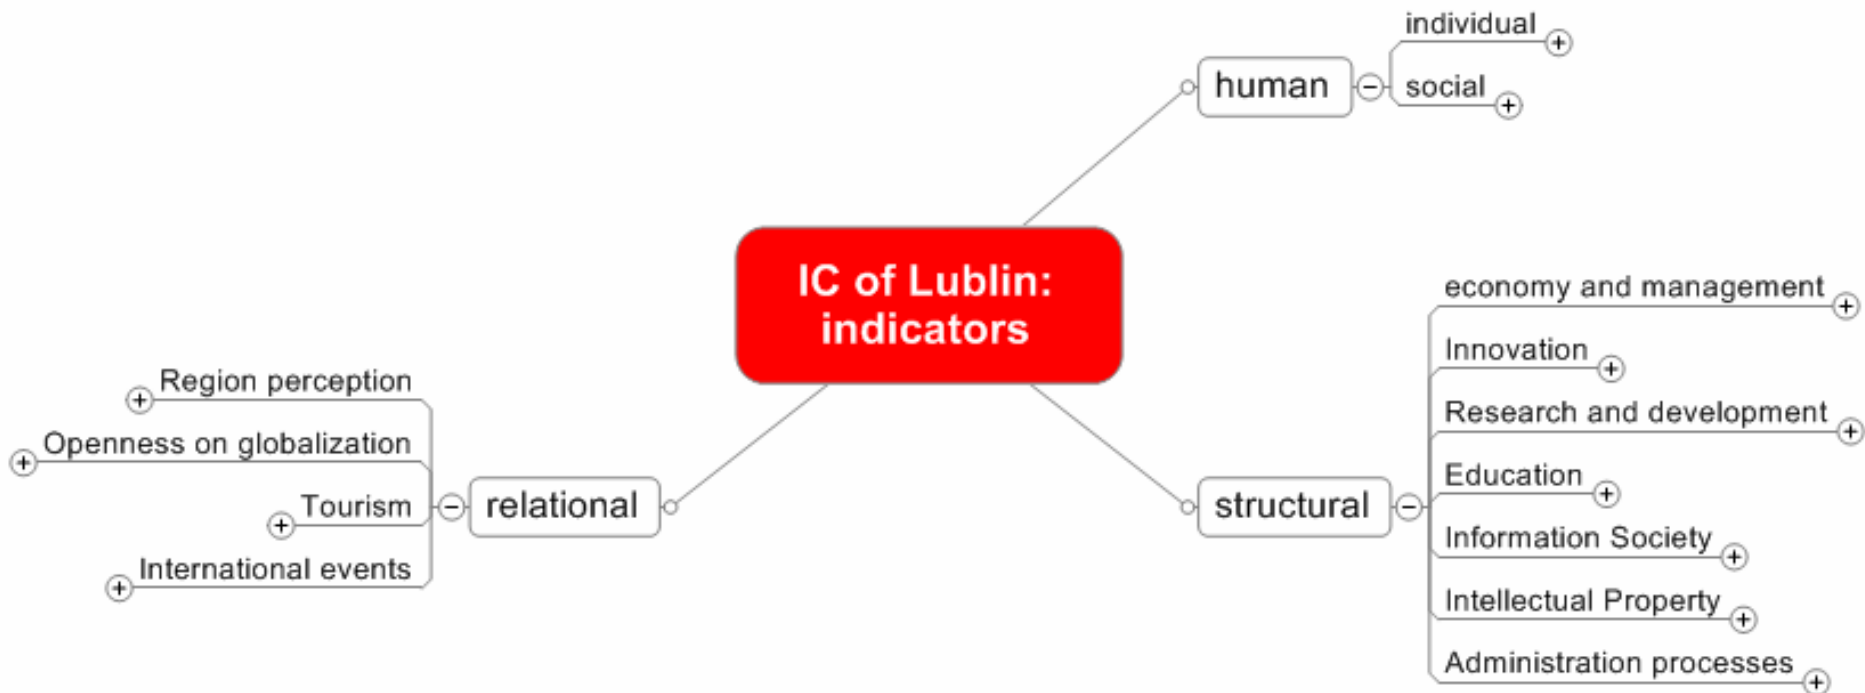 individual
human
social
IC of Lublin:
indicators
economy and management
Innovation
Region perception
Research and development
Openness on globalization
Education
Tourism
relational
structural
Information Society
International events
Intellectual Property
Administration processes